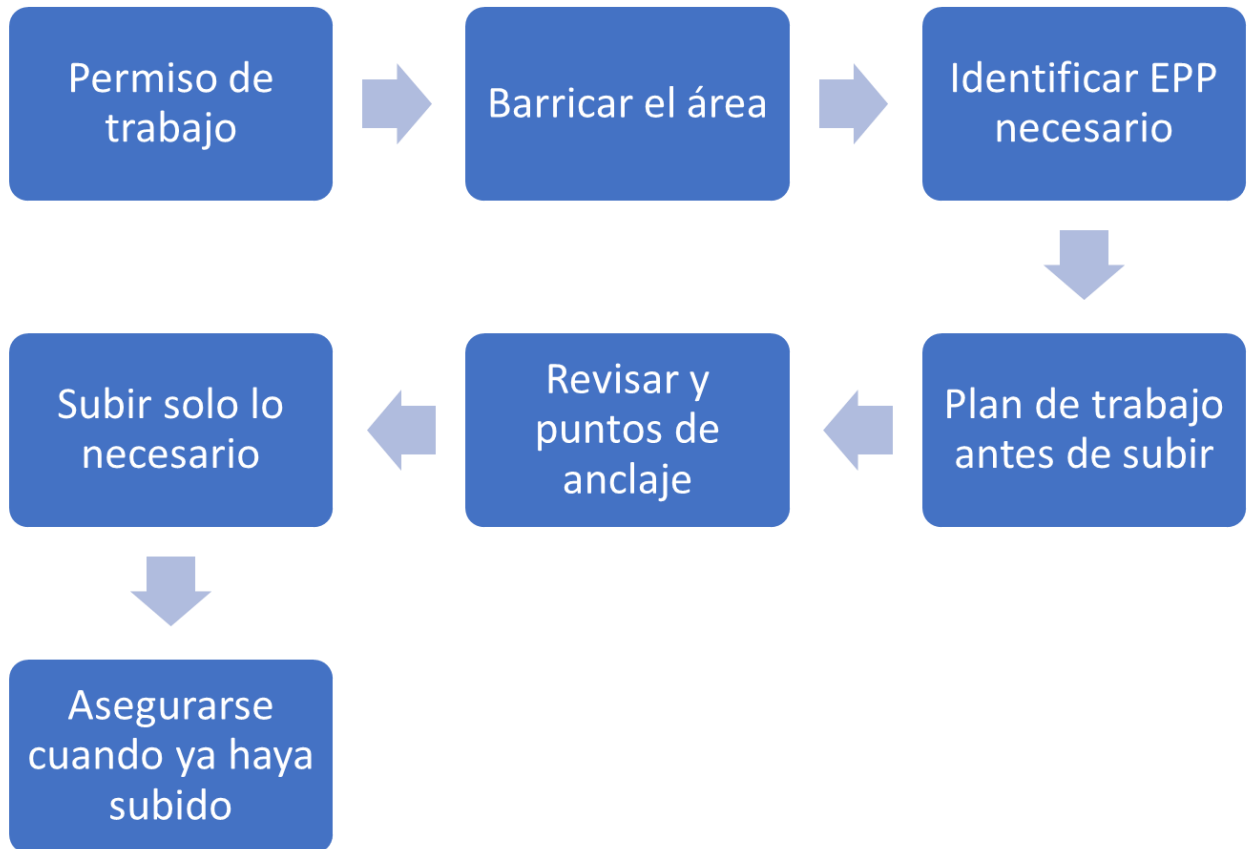 Permiso de
trabajo
Barricar el área
Identificar EPP
necesario
Plan de trabajo
antes de subir
Revisar y
puntos de
anclaje
Subir solo lo
necesario
Asegurarse
cuando ya haya
subido